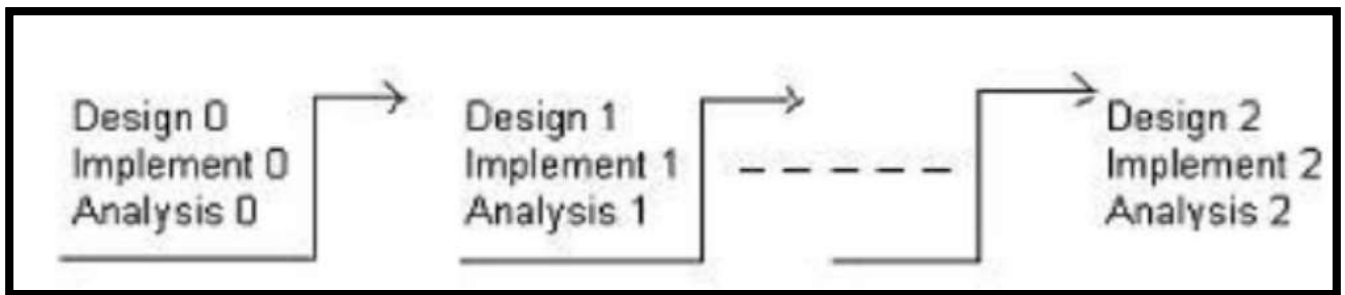 Design 0
Implement 0
Analysis 0
Design 1
Implement 1
Analysis 1
Design 2
Implement 2
Analysis 2